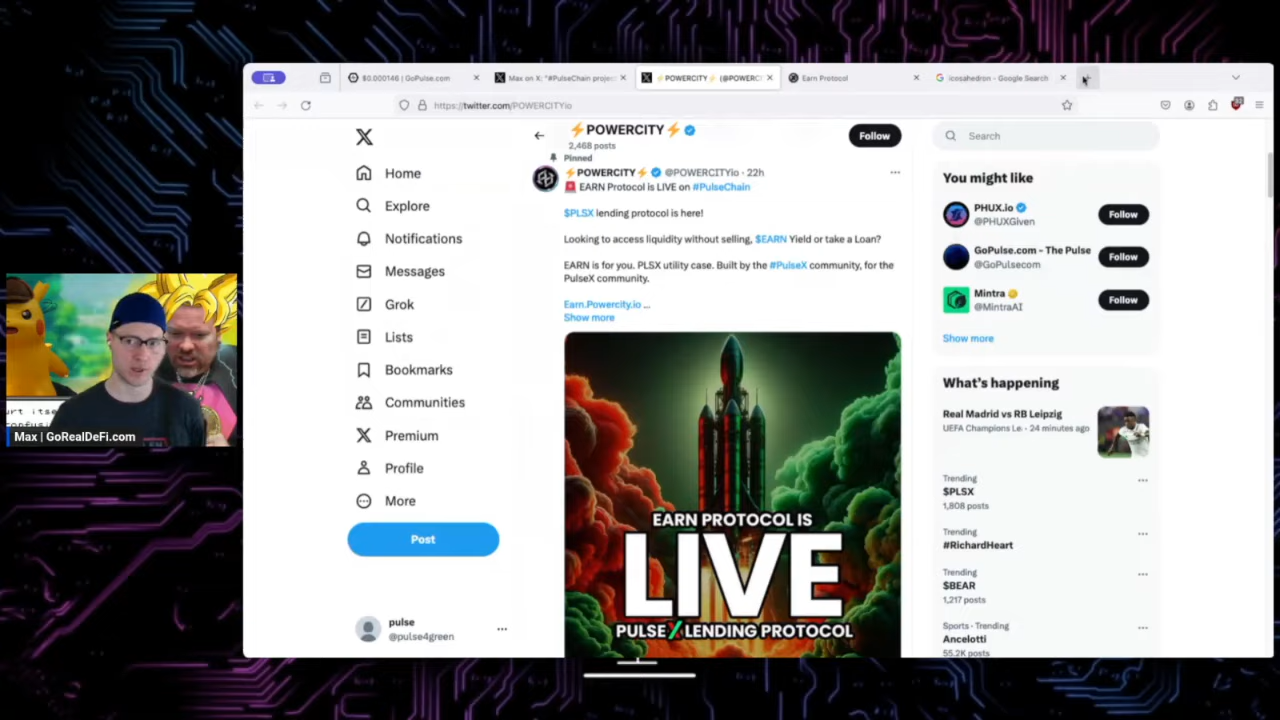 $0.000146 | GoPulse.com
Max on X: "#PulseChain projec
⚡POWERCITY⚡ (@POWERC
Earn Protocol
icosahedron - Google Search
https://twitter.com/POWERCITYio
Home
Explore
Notifications
Messages
Grok
Lists
Bookmarks
Communities
Premium
Profile
More
Post
pulse
@pulse4green
⚡POWERCITY⚡
2,468 posts
Follow
Pinned
⚡POWERCITY⚡ @POWERCITYio · 22h
🚨 EARN Protocol is LIVE on #PulseChain
$PLSX lending protocol is here!
Looking to access liquidity without selling, $EARN Yield or take a Loan?
EARN is for you. PLSX utility case. Built by the #PulseX community, for the
PulseX community.
Earn.Powercity.io ...
Show more
EARN PROTOCOL IS
LIVE
PULSE LENDING PROTOCOL
Search
You might like
PHUX.io
@PHUXGiven
Follow
GoPulse.com - The Pulse
@GoPulsecom
Follow
Mintra
@MintraAI
Follow
Show more
What's happening
Real Madrid vs RB Leipzig
UEFA Champions Le · 24 minutes ago
Trending
$PLSX
1,808 posts
Trending
#RichardHeart
Trending
$BEAR
1,217 posts
Sports · Trending
Ancelotti
55.2K posts
urt itse
Max | GoRealDeFi.com